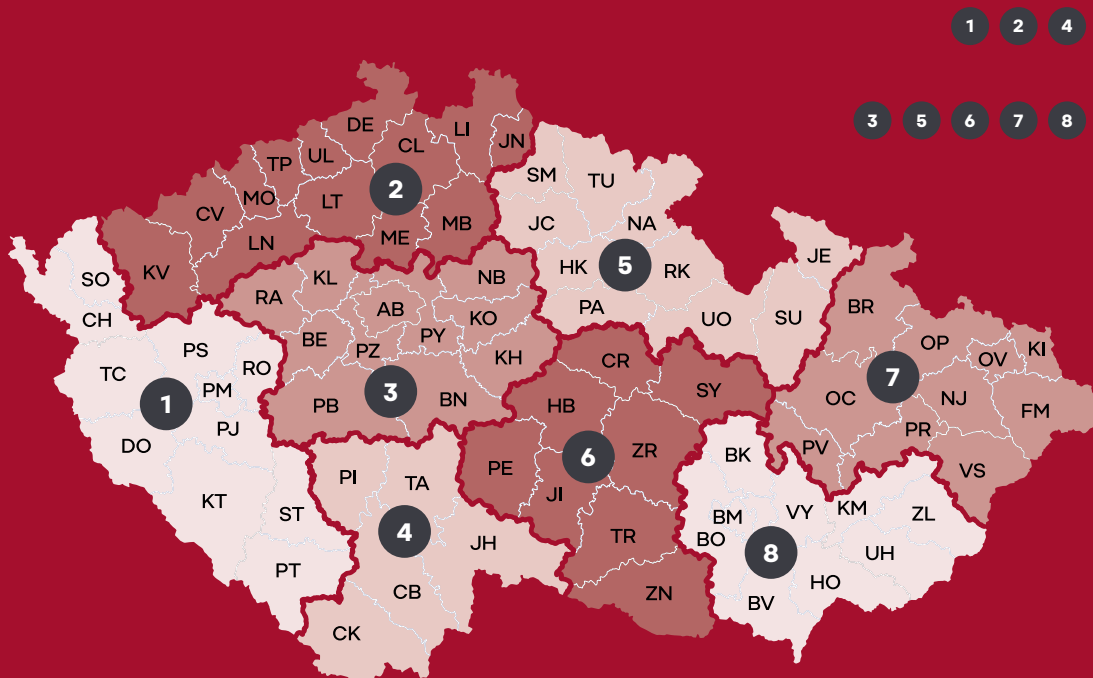 1 2 4
3 5 6 7 8
DE
CL
LI
JN
TP
UL
MO
LT
2
CV
LN
ME
MB
KV
SM
TU
JC
NA
HK
5
RK
PA
UO
SU
JE
SO
CH
TC
PS
RO
1
PM
DO
PJ
KT
ST
PT
RA
KL
NB
AB
KO
BE
PZ
PY
KH
PB
3
BN
PI
TA
4
JH
CB
CK
CR
HB
SY
PE
6
ZR
JI
TR
ZN
BR
OP
OV
KI
7
OC
NJ
FM
PR
PV
VS
BK
BM
VY
KM
ZL
BO
8
UH
HO
BV